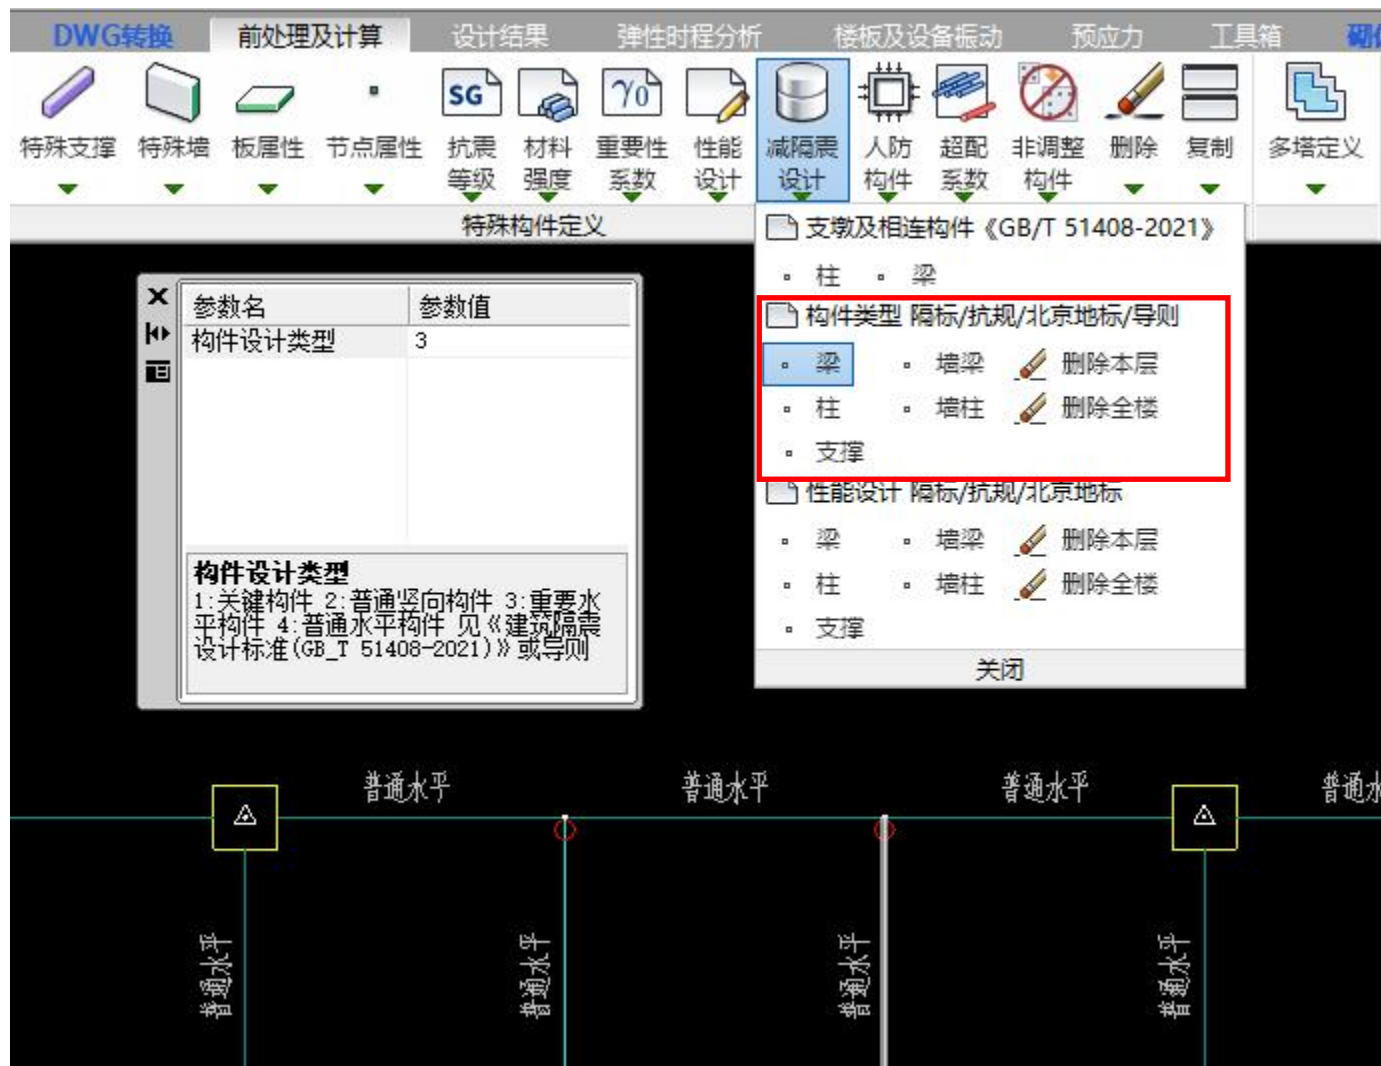 DWG转换 前处理及计算 设计结果 弹性时程分析 楼板及设备振动 预应力 工具箱
特殊支撑 特殊墙 板属性 节点属性 抗震等级 材料强度 重要性系数 性能设计 减隔震设计 人防构件 超配系数 非调整构件 删除 复制 多塔定义
SG γ0
特殊构件定义
支墩及相连构件《GB/T 51408-2021》
柱 梁
构件类型 隔标/抗规/北京地标/导则
梁 墙梁 删除本层
柱 墙柱 删除全楼
支撑
性能设计 隔标/抗规/北京地标
梁 墙梁 删除本层
柱 墙柱 删除全楼
支撑
关闭
参数名 参数值
构件设计类型 3
构件设计类型
1:关键构件 2:普通竖向构件 3:重要水
平构件 4:普通水平构件 见《建筑隔震
设计标准(GB_T 51408-2021)》或导则
普通水平 普通水平 普通水平 普通水
普通水平 普通水平 普通水平 普通水平